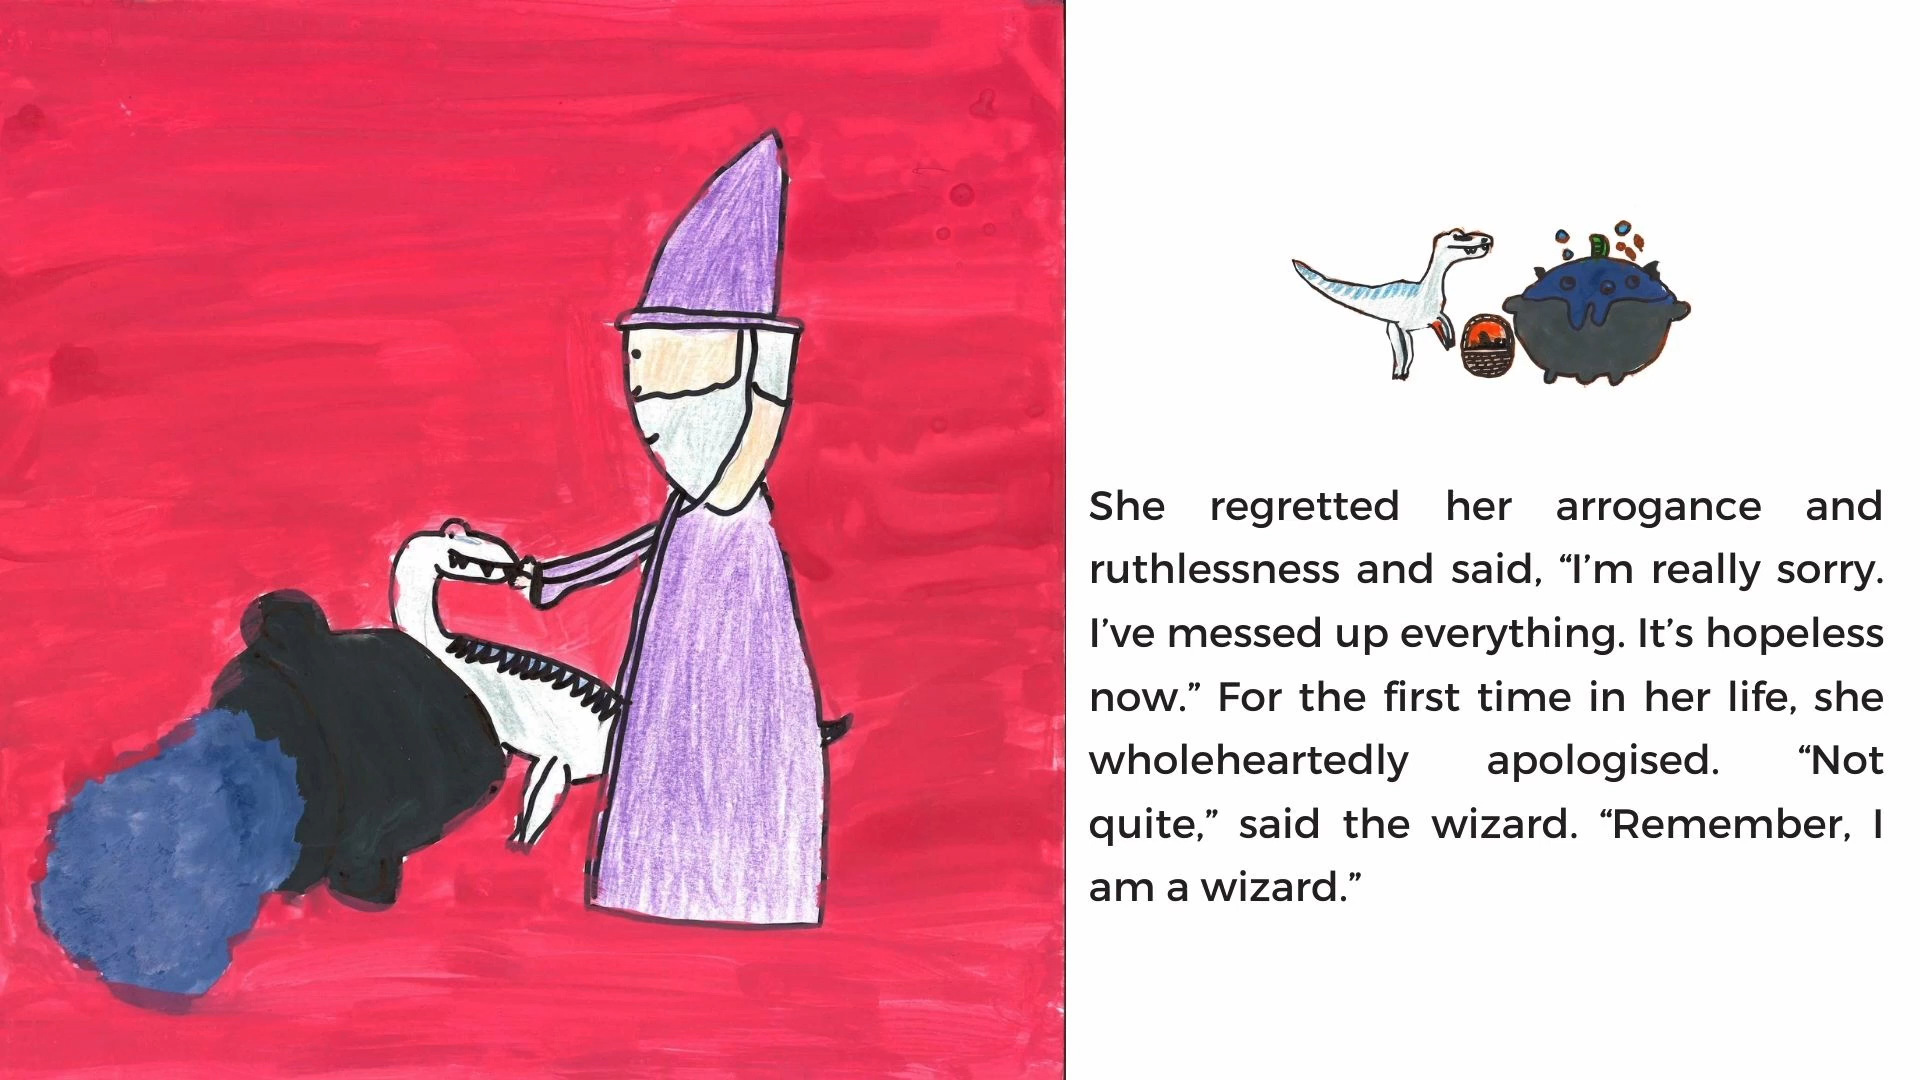 She regretted her arrogance and
ruthlessness and said, “I’m really sorry.
I’ve messed up everything. It’s hopeless
now.” For the first time in her life, she
wholeheartedly apologised. “Not
quite,” said the wizard. “Remember, I
am a wizard.”